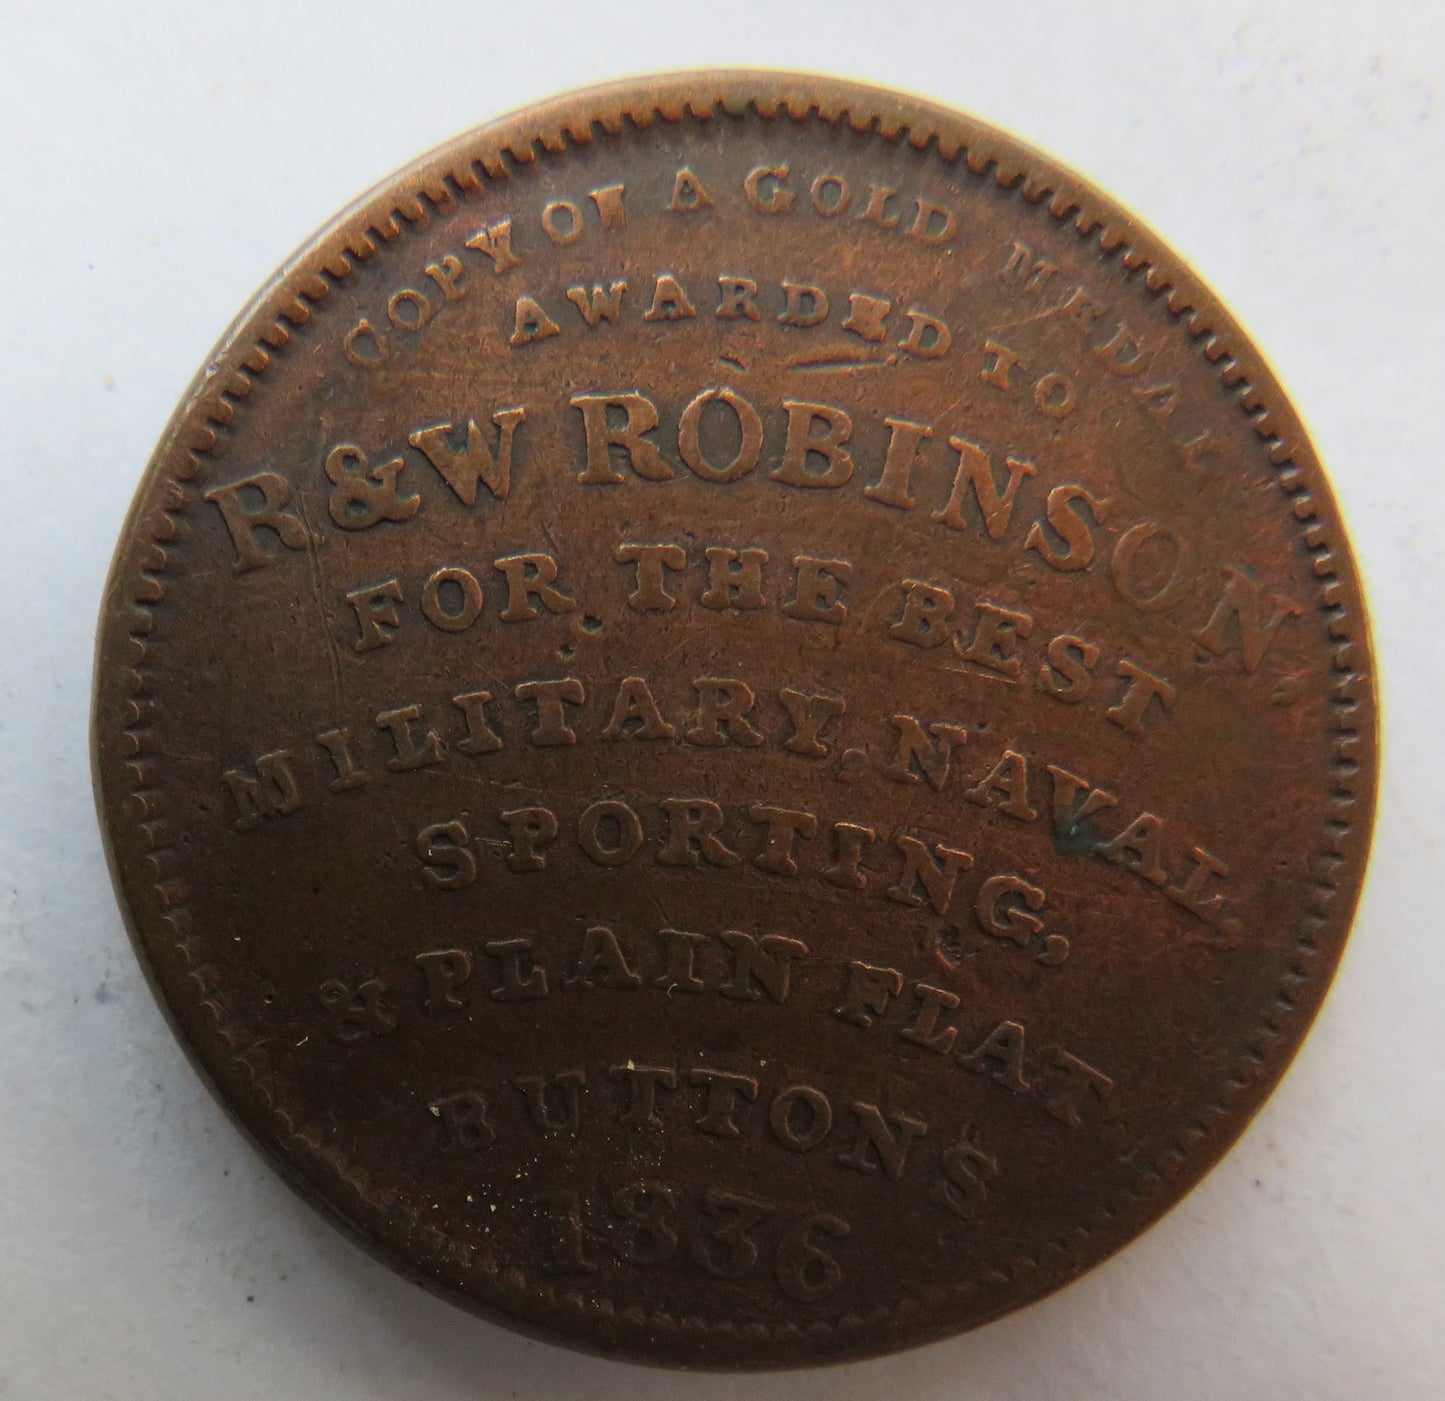 COPY OF A GOLD MEDAL
AWARDED TO
R & W ROBINSON.
FOR THE BEST
MILITARY, NAVAL,
SPORTING,
& PLAIN FLAT
BUTTONS
1836